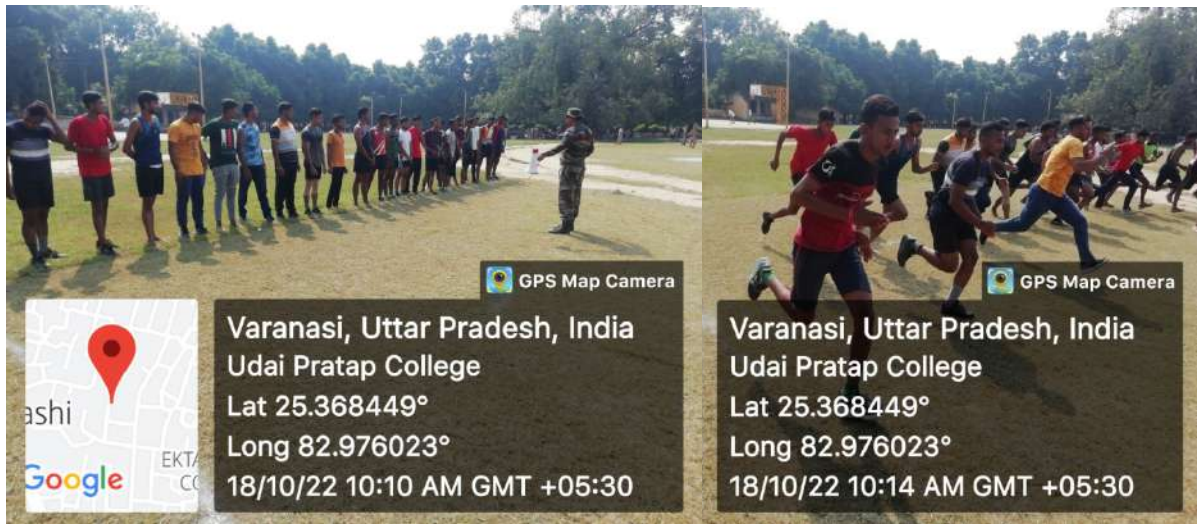 GPS Map Camera
Varanasi, Uttar Pradesh, India
Udai Pratap College
Lat 25.368449°
Long 82.976023°
18/10/22 10:10 AM GMT +05:30
ashi
EKTA
CO
Google
GPS Map Camera
Varanasi, Uttar Pradesh, India
Udai Pratap College
Lat 25.368449°
Long 82.976023°
18/10/22 10:14 AM GMT +05:30